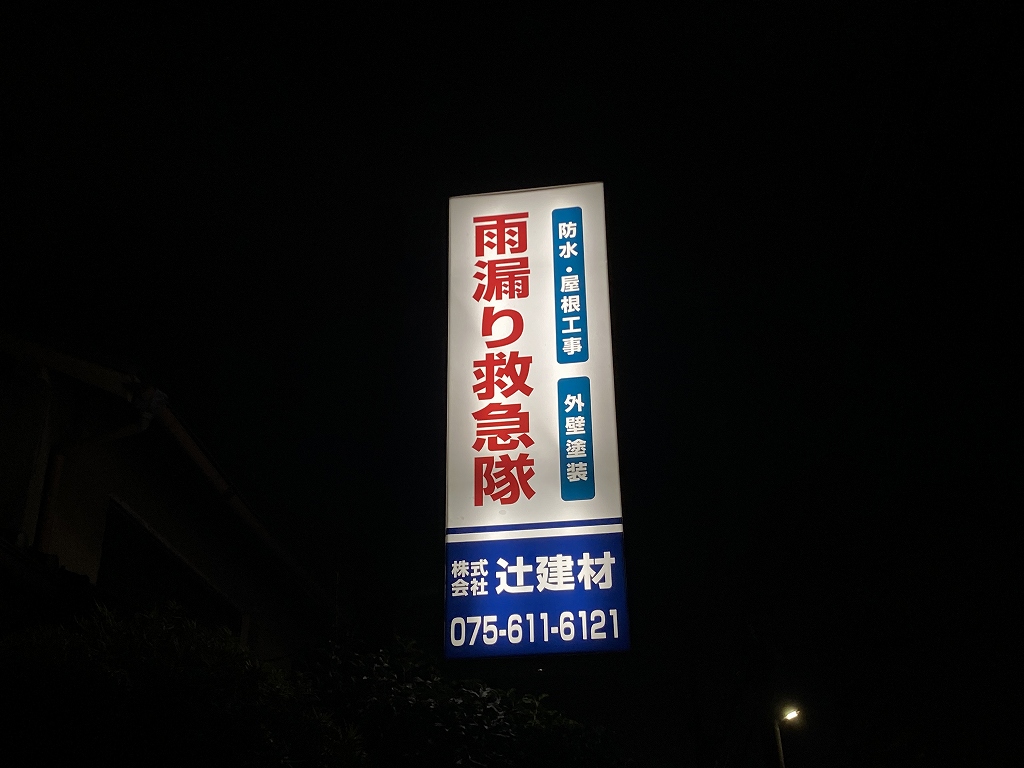 防水・屋根工事
外壁塗装
雨漏り救急隊
株式会社 辻建材
075-611-6121